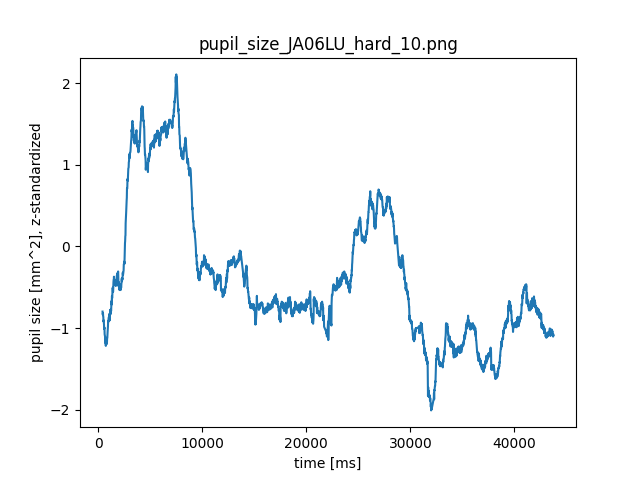 pupil_size_JA06LU_hard_10.png
2
1
0
−1
−2
pupil size [mm^2], z-standardized
0 10000 20000 30000 40000
time [ms]